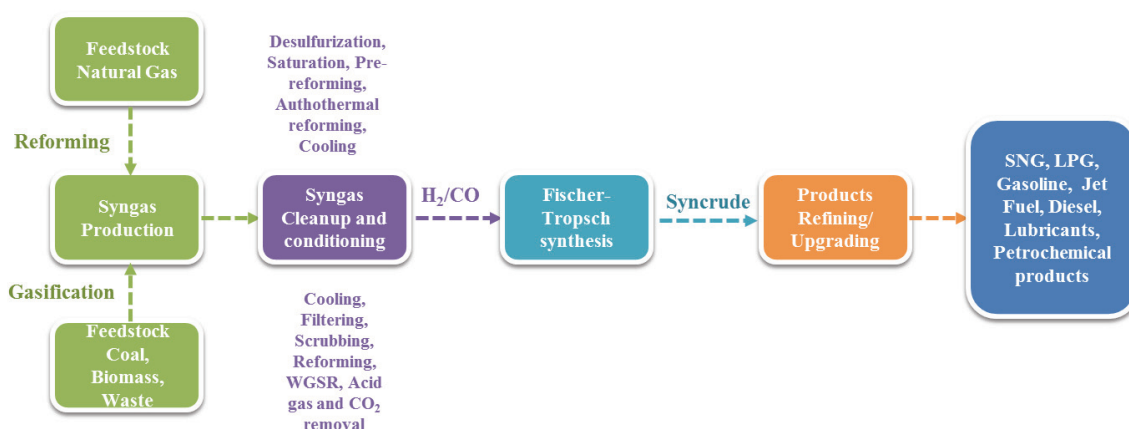 Feedstock
Natural Gas
Reforming
Syngas
Production
Gasification
Feedstock
Coal,
Biomass,
Waste
Desulfurization,
Saturation, Pre-
reforming,
Authothermal
reforming,
Cooling
Syngas
Cleanup and
conditioning
Cooling,
Filtering,
Scrubbing,
Reforming,
WGSR, Acid
gas and CO₂
removal
H₂/CO
Fischer-
Tropsch
synthesis
Syncrude
Products
Refining/
Upgrading
SNG, LPG,
Gasoline, Jet
Fuel, Diesel,
Lubricants,
Petrochemical
products